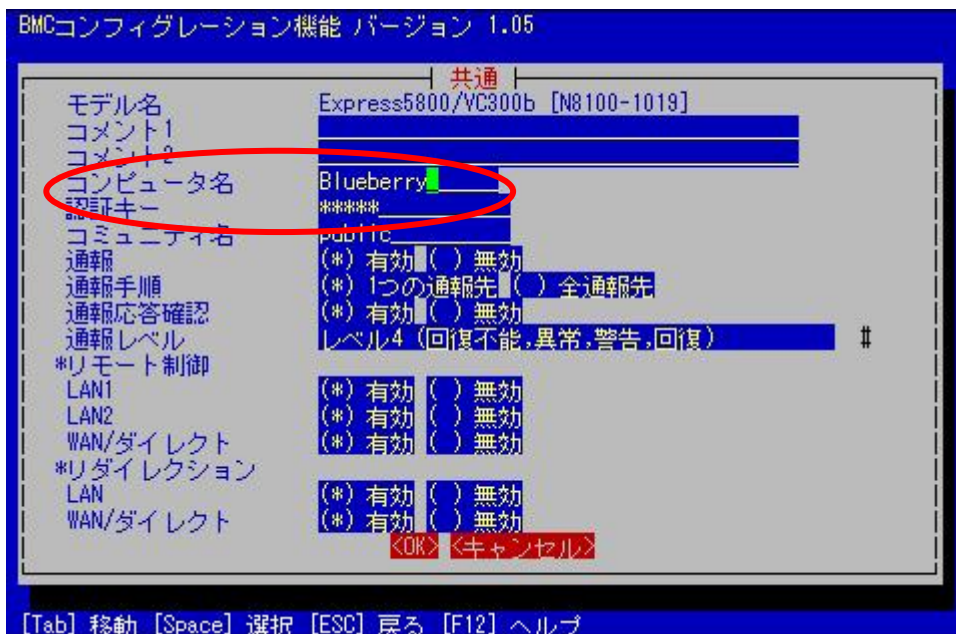 BMCコンフィグレーション機能 バージョン 1.05
共通
モデル名 Express5800/VC300b [N8100-1019]
コメント1
コメント2
コンピュータ名 Blueberry
認証キー *****
コミュニティ名 public
通報 (*) 有効 ( ) 無効
通報手順 (*) 1つの通報先 ( ) 全通報先
通報応答確認 (*) 有効 ( ) 無効
通報レベル レベル4 (回復不能,異常,警告,回復) #
*リモート制御
LAN1 (*) 有効 ( ) 無効
LAN2 (*) 有効 ( ) 無効
WAN/ダイレクト (*) 有効 ( ) 無効
*リダイレクション
LAN (*) 有効 ( ) 無効
WAN/ダイレクト (*) 有効 ( ) 無効
<OK> <キャンセル>
[Tab] 移動 [Space] 選択 [ESC] 戻る [F12] ヘルプ